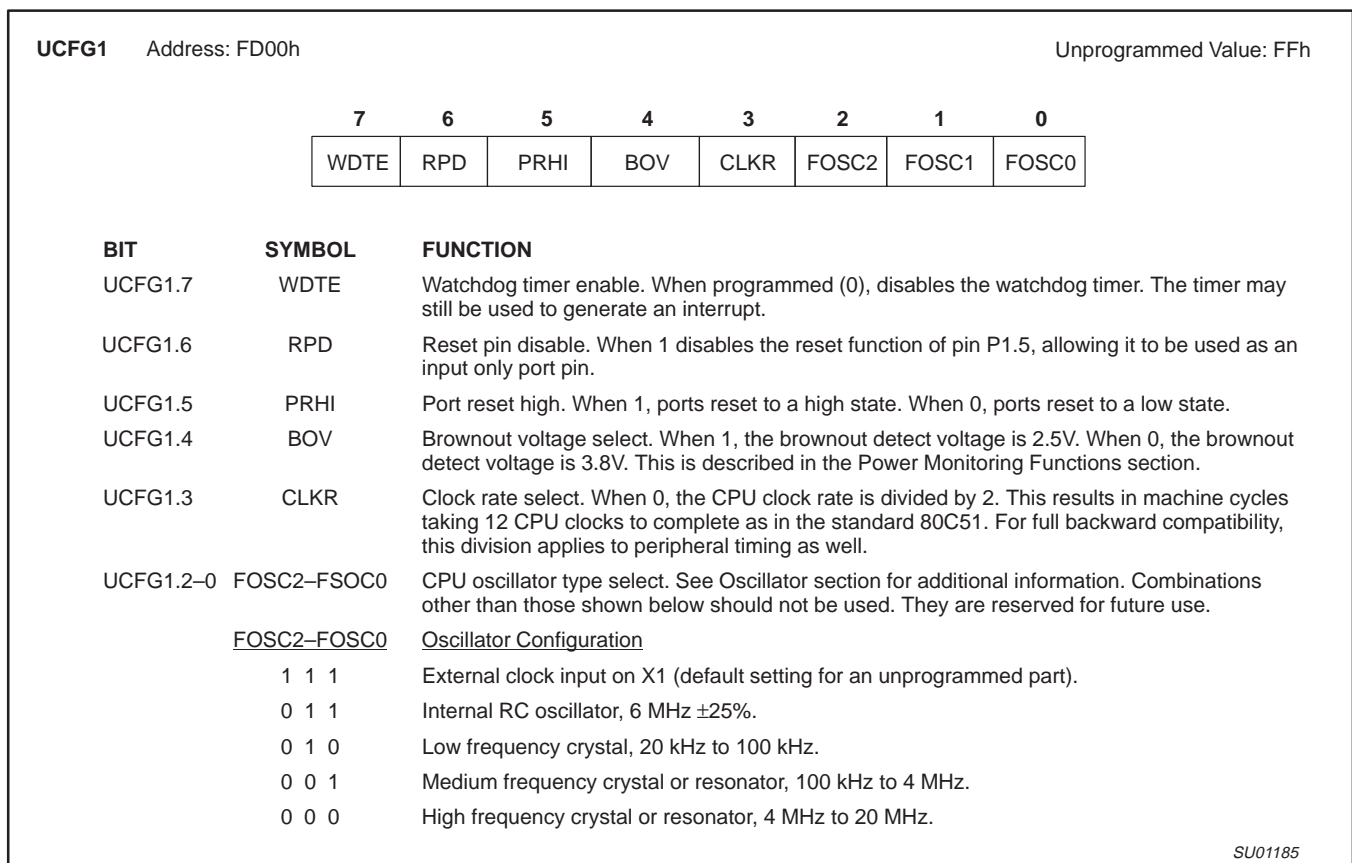 UCFG1 Address: FD00h Unprogrammed Value: FFh
7 6 5 4 3 2 1 0
WDTE RPD PRHI BOV CLKR FOSC2 FOSC1 FOSC0
BIT SYMBOL FUNCTION
UCFG1.7 WDTE Watchdog timer enable. When programmed (0), disables the watchdog timer. The timer may
still be used to generate an interrupt.
UCFG1.6 RPD Reset pin disable. When 1 disables the reset function of pin P1.5, allowing it to be used as an
input only port pin.
UCFG1.5 PRHI Port reset high. When 1, ports reset to a high state. When 0, ports reset to a low state.
UCFG1.4 BOV Brownout voltage select. When 1, the brownout detect voltage is 2.5V. When 0, the brownout
detect voltage is 3.8V. This is described in the Power Monitoring Functions section.
UCFG1.3 CLKR Clock rate select. When 0, the CPU clock rate is divided by 2. This results in machine cycles
taking 12 CPU clocks to complete as in the standard 80C51. For full backward compatibility,
this division applies to peripheral timing as well.
UCFG1.2–0 FOSC2–FSOC0 CPU oscillator type select. See Oscillator section for additional information. Combinations
other than those shown below should not be used. They are reserved for future use.
FOSC2–FOSC0 Oscillator Configuration
1 1 1 External clock input on X1 (default setting for an unprogrammed part).
0 1 1 Internal RC oscillator, 6 MHz ±25%.
0 1 0 Low frequency crystal, 20 kHz to 100 kHz.
0 0 1 Medium frequency crystal or resonator, 100 kHz to 4 MHz.
0 0 0 High frequency crystal or resonator, 4 MHz to 20 MHz.
SU01185